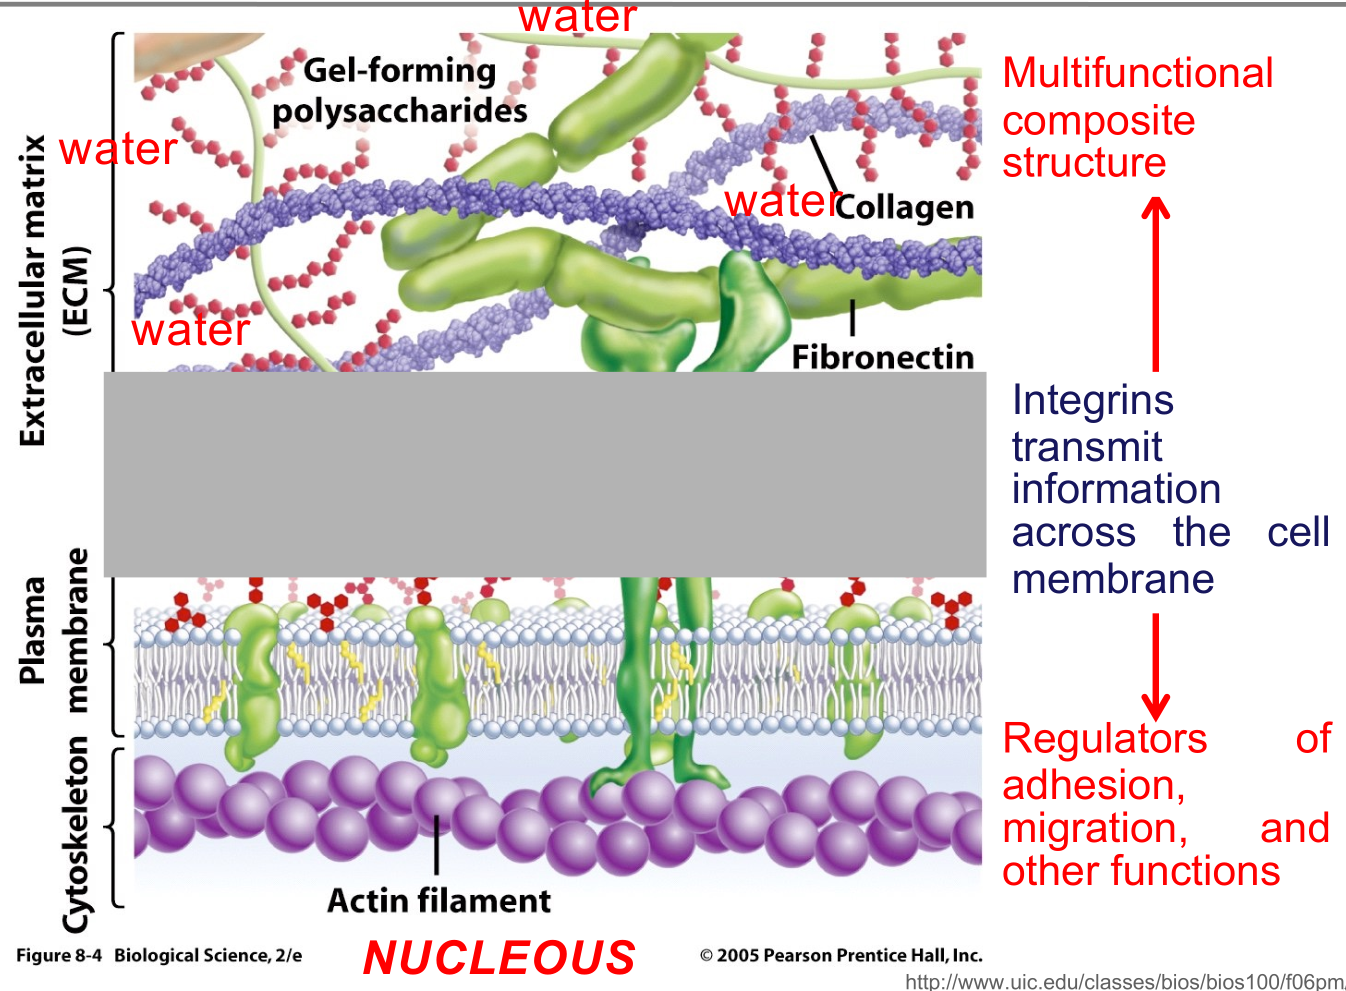 water
Gel-forming
polysaccharides
water
water
Collagen
water
Fibronectin
Extracellular matrix
(ECM)
Plasma
membrane
Cytoskeleton
Actin filament
NUCLEOUS
Multifunctional
composite
structure
Integrins
transmit
information
across the cell
membrane
Regulators of
adhesion,
migration, and
other functions
Figure 8-4 Biological Science, 2/e
© 2005 Pearson Prentice Hall, Inc.
http://www.uic.edu/classes/bios/bios100/f06pm/